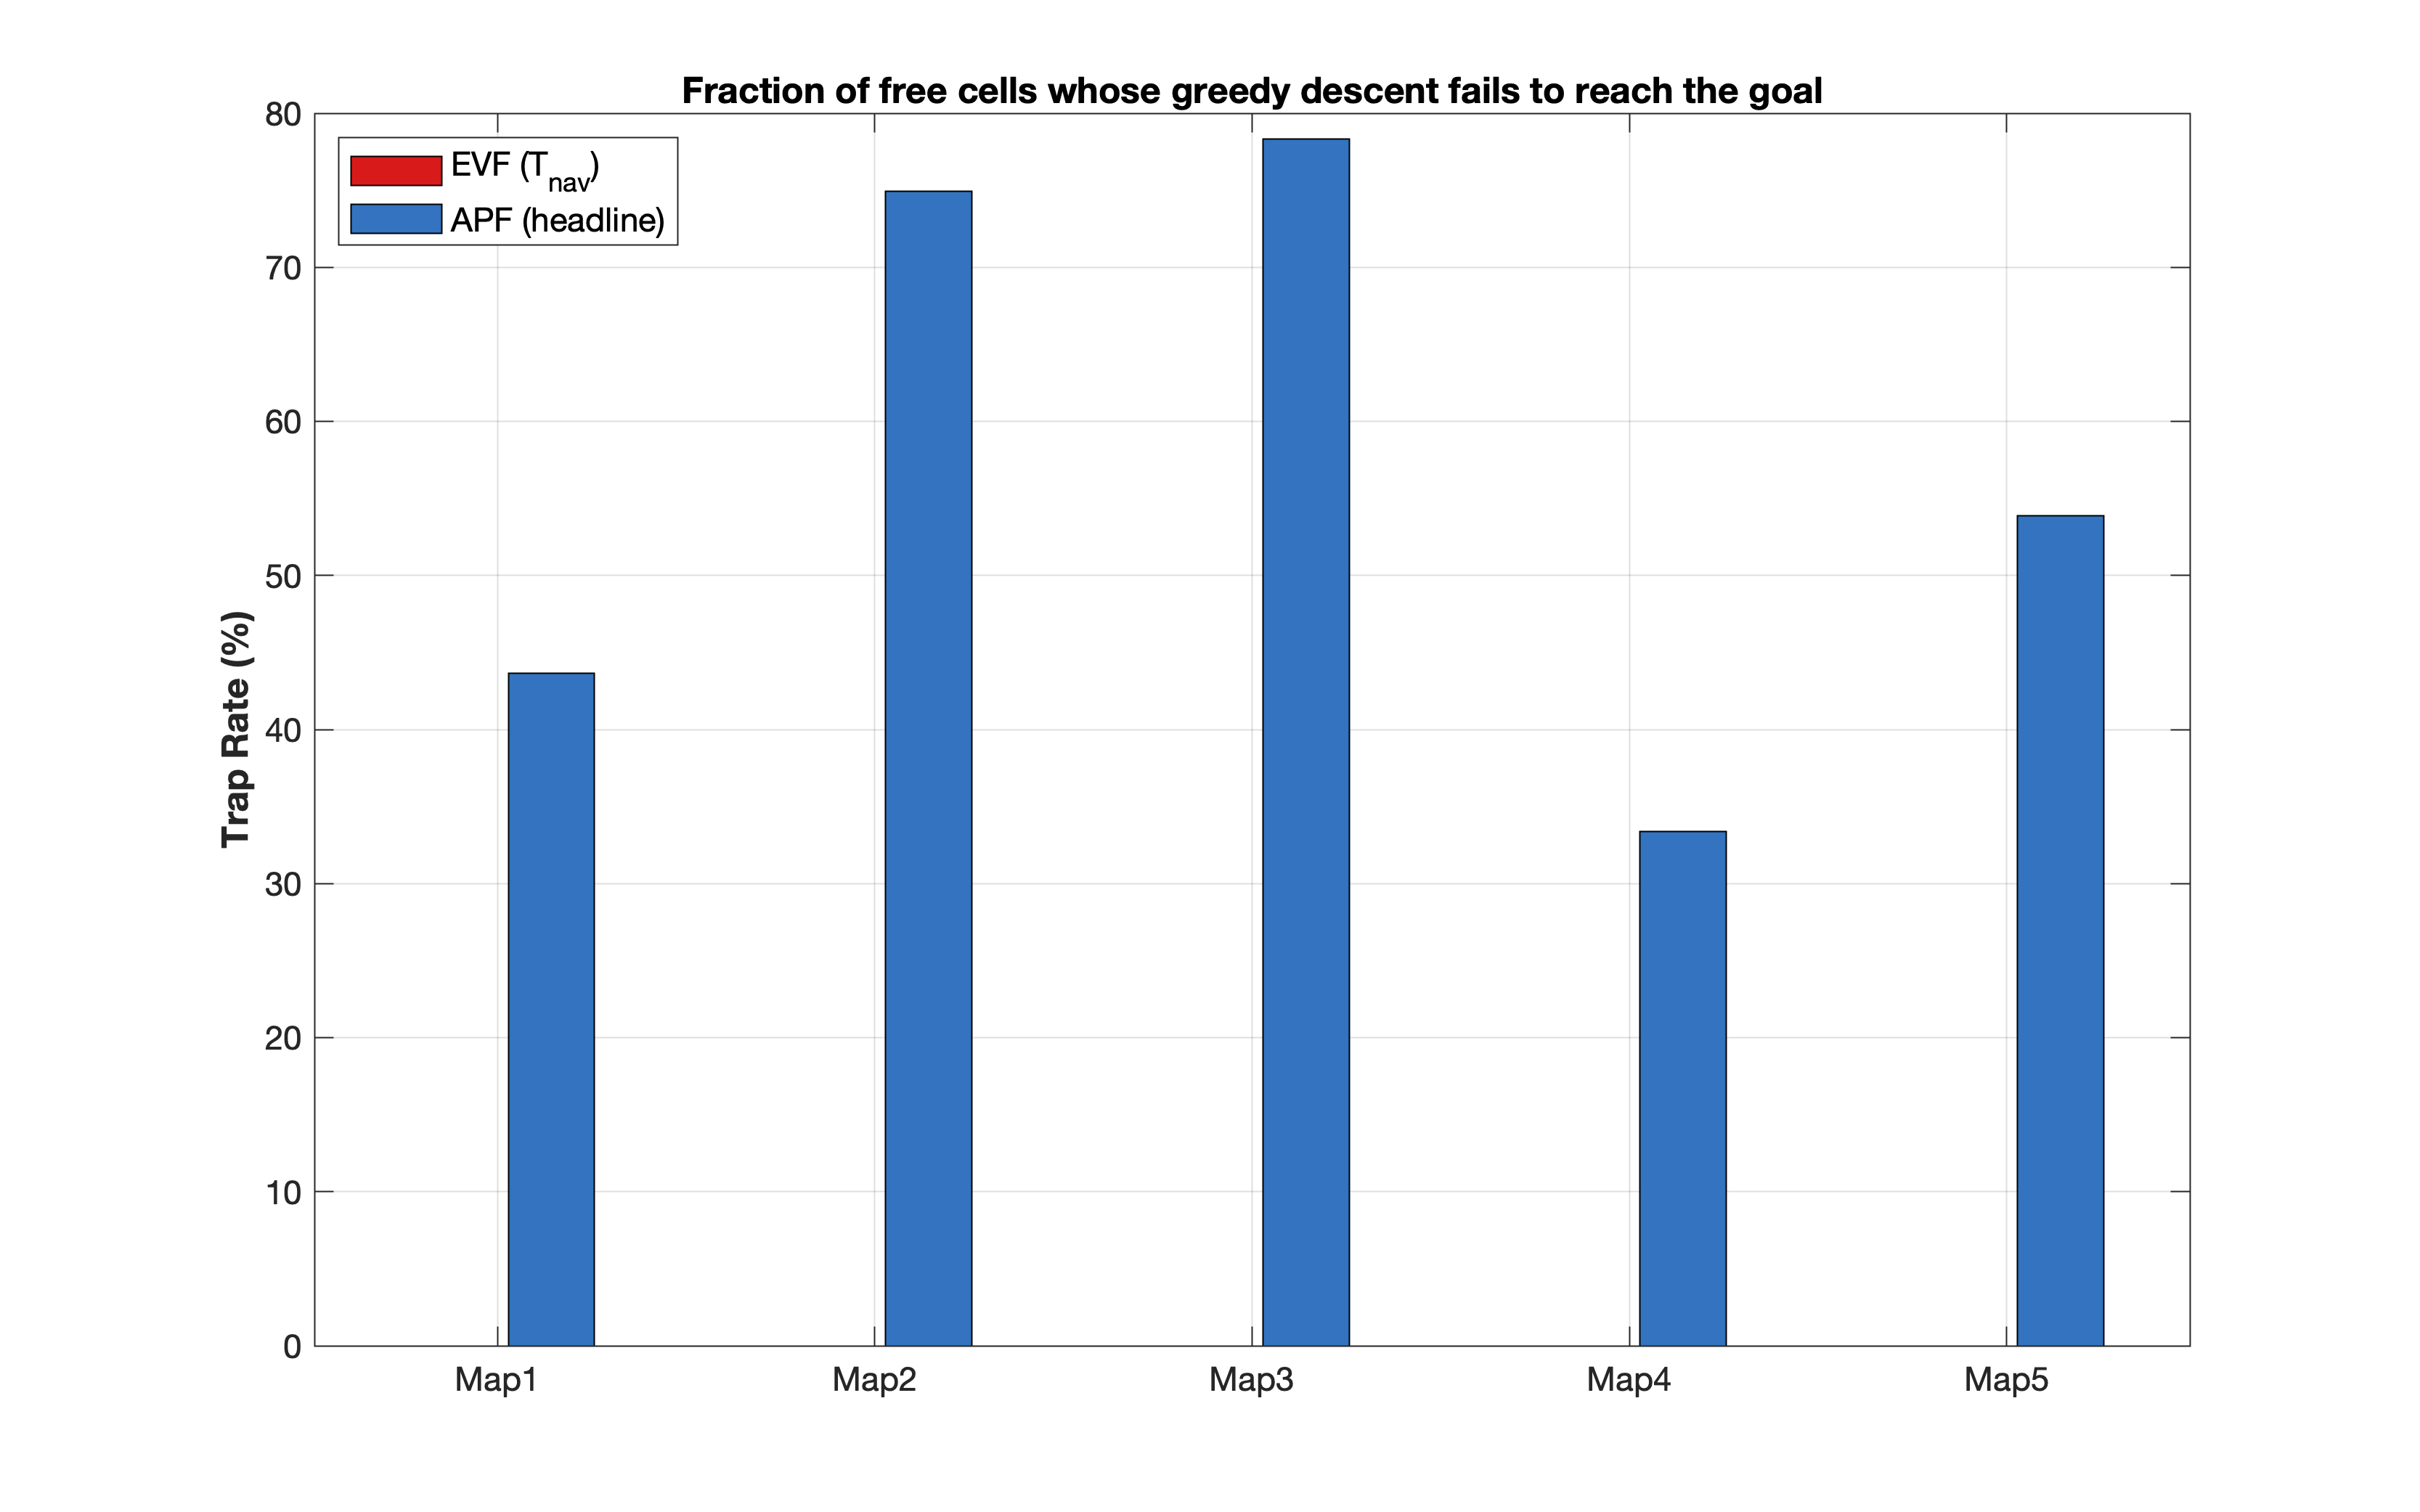 Fraction of free cells whose greedy descent fails to reach the goal
EVF (T_nav)
APF (headline)
Trap Rate (%)
80
70
60
50
40
30
20
10
0
Map1 Map2 Map3 Map4 Map5